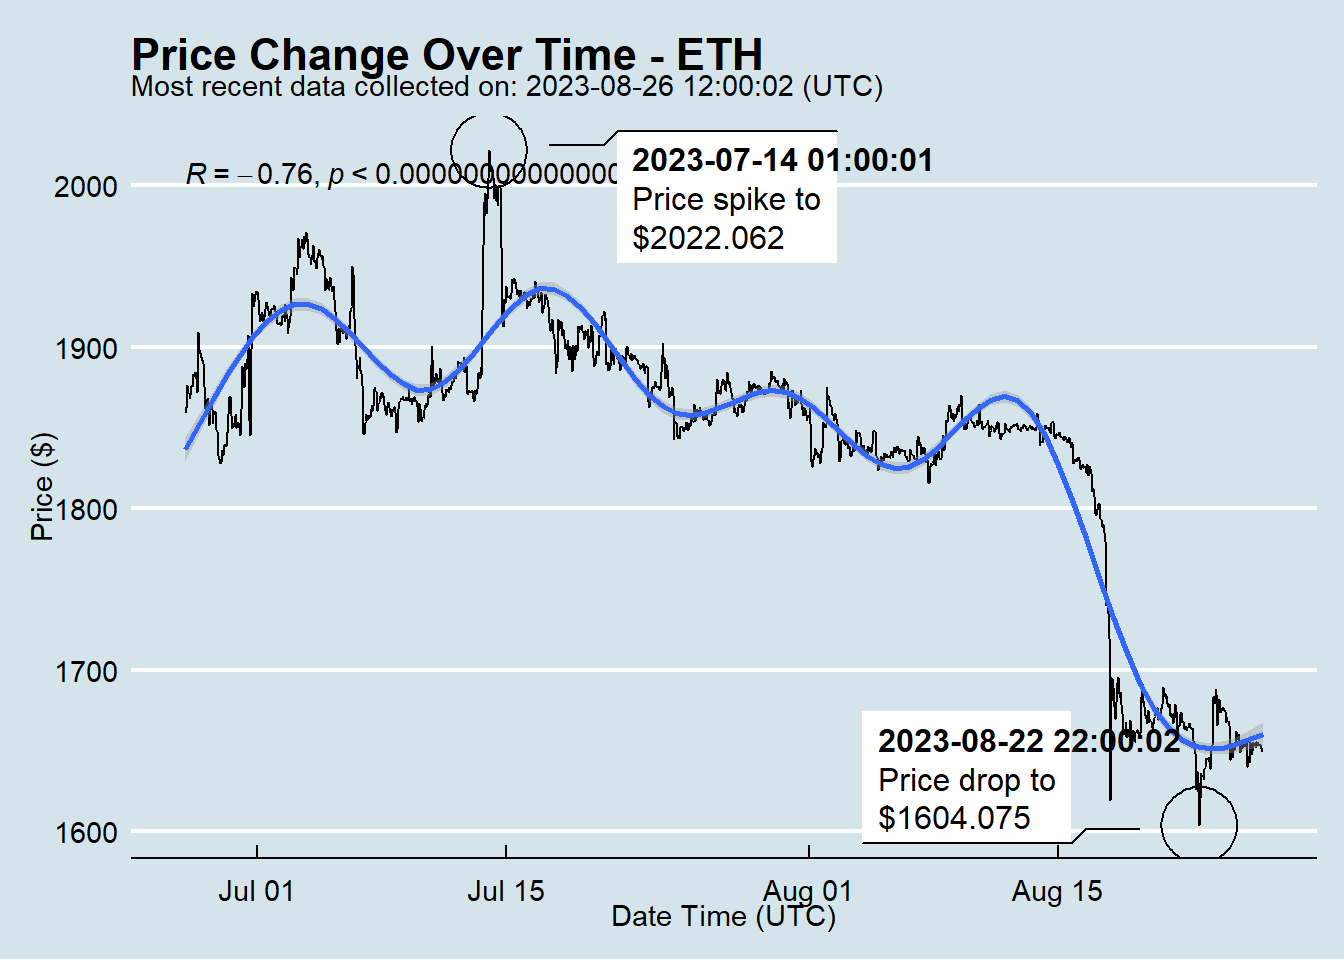 Price Change Over Time - ETH
Most recent data collected on: 2023-08-26 12:00:02 (UTC)
R = −0.76, p < 0.0000000000000
2023-07-14 01:00:01
Price spike to
$2022.062
2000
1900
1800
1700
1600
Price ($)
2023-08-22 22:00:02
Price drop to
$1604.075
Jul 01
Jul 15
Aug 01
Aug 15
Date Time (UTC)